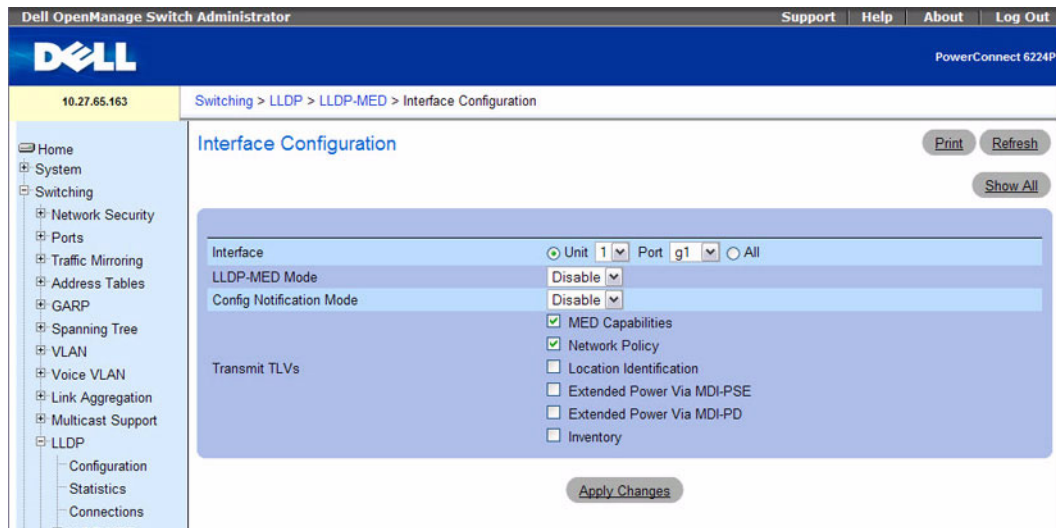 Dell OpenManage Switch Administrator
Support Help About Log Out
DELL
PowerConnect 6224P
10.27.65.163
Switching > LLDP > LLDP-MED > Interface Configuration
Home
System
Switching
Network Security
Ports
Traffic Mirroring
Address Tables
GARP
Spanning Tree
VLAN
Voice VLAN
Link Aggregation
Multicast Support
LLDP
Configuration
Statistics
Connections
Interface Configuration
Print Refresh
Show All
Interface Unit 1 Port g1 All
LLDP-MED Mode Disable
Config Notification Mode Disable
Transmit TLVs
MED Capabilities
Network Policy
Location Identification
Extended Power Via MDI-PSE
Extended Power Via MDI-PD
Inventory
Apply Changes